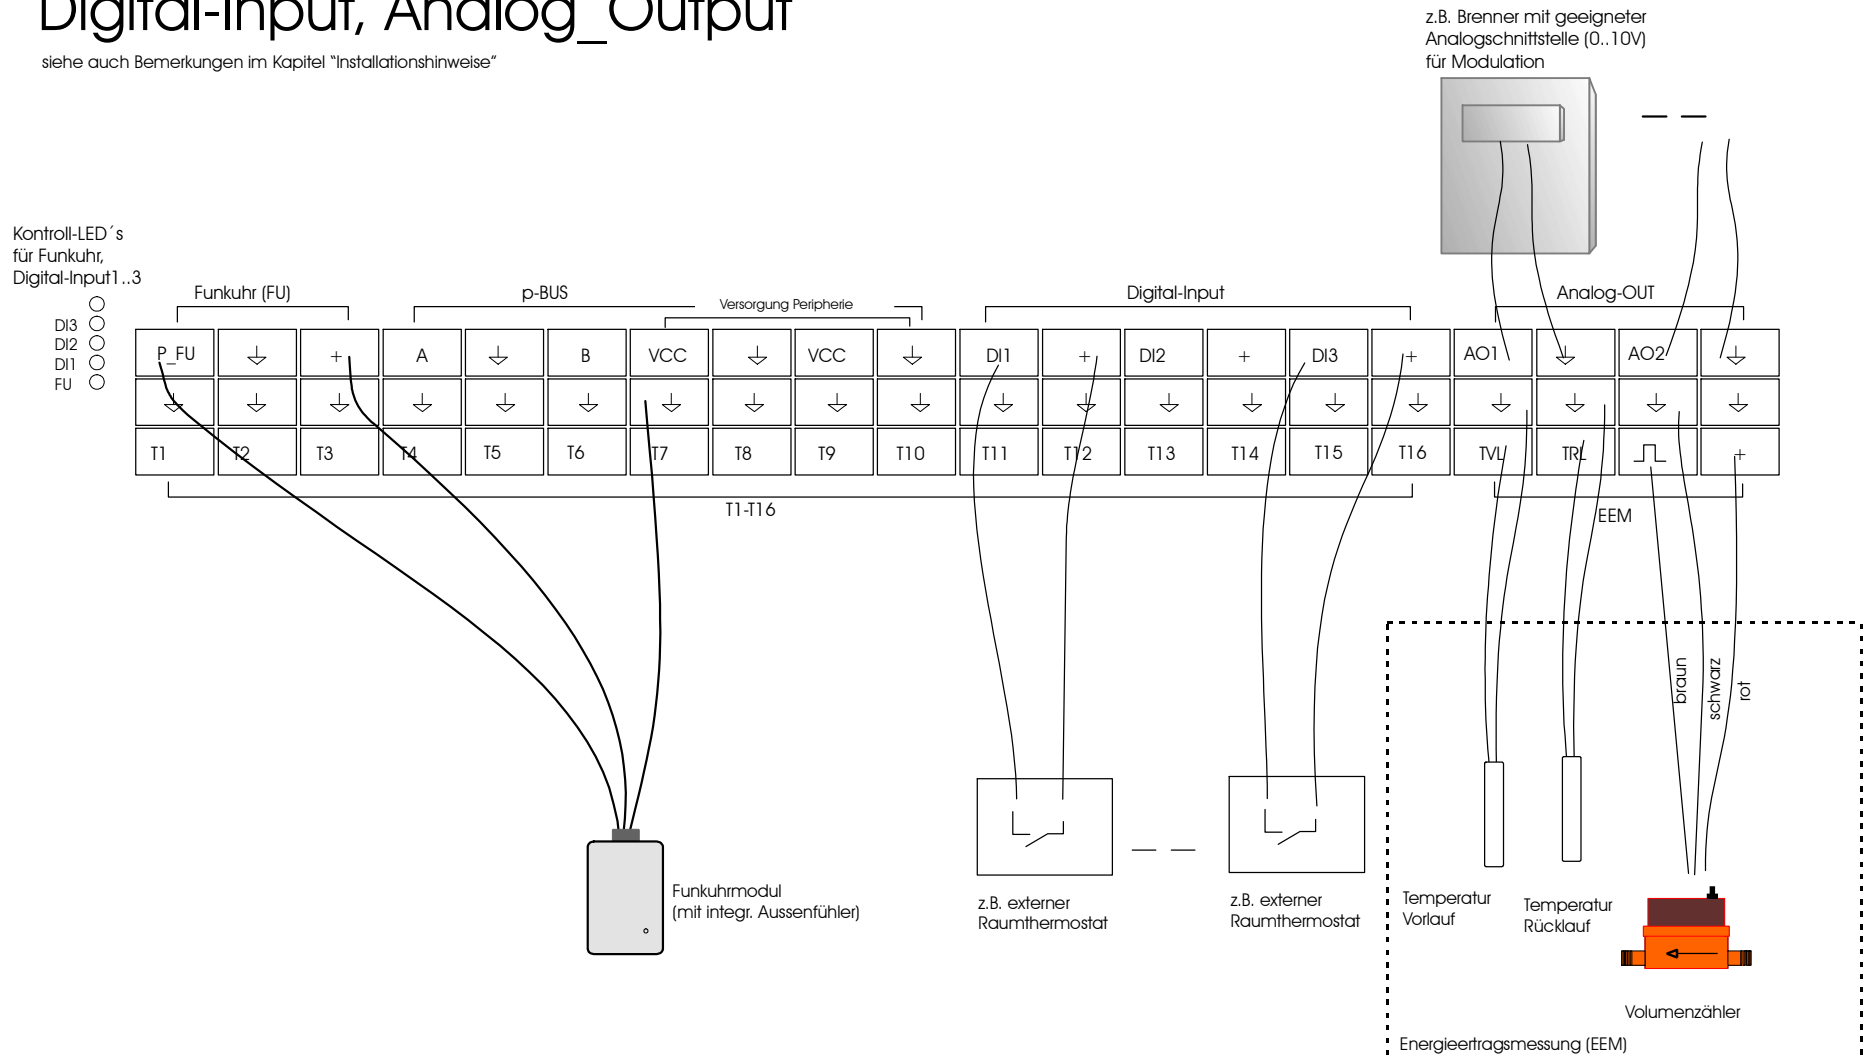 Digital-Input, Analog_Output
siehe auch Bemerkungen im Kapitel "Installationshinweise"
z.B. Brenner mit geeigneter
Analogschnittstelle (0..10V)
für Modulation
Kontroll-LED´s
für Funkuhr,
Digital-Input1..3
DI3
DI2
DI1
FU
Funkuhr (FU)
p-BUS
Versorgung Peripherie
Digital-Input
Analog-OUT
P_FU + A B VCC VCC DI1 + DI2 + DI3 + AO1 AO2
T1 T2 T3 T4 T5 T6 T7 T8 T9 T10 T11 T12 T13 T14 T15 T16 TVL TRL +
T1-T16
EEM
braun
schwarz
rot
Funkuhrmodul
(mit integr. Aussenfühler)
z.B. externer
Raumthermostat
z.B. externer
Raumthermostat
Temperatur
Vorlauf
Temperatur
Rücklauf
Volumenzähler
Energieertragsmessung (EEM)